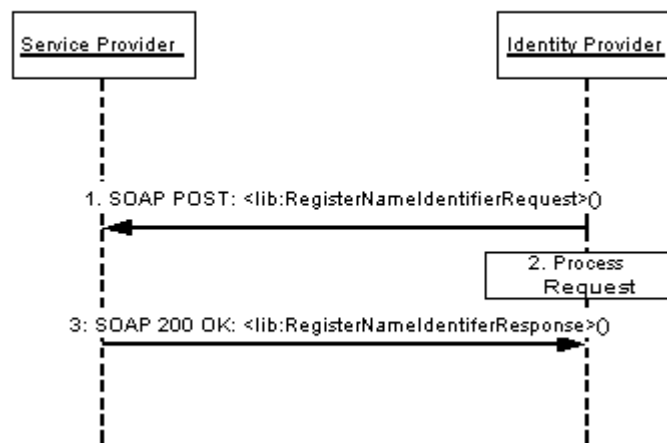 Service Provider
Identity Provider
1. SOAP POST: <lib:RegisterNameIdentifierRequest>()
2. Process
Request
3: SOAP 200 OK: <lib:RegisterNameIdentiferResponse>()